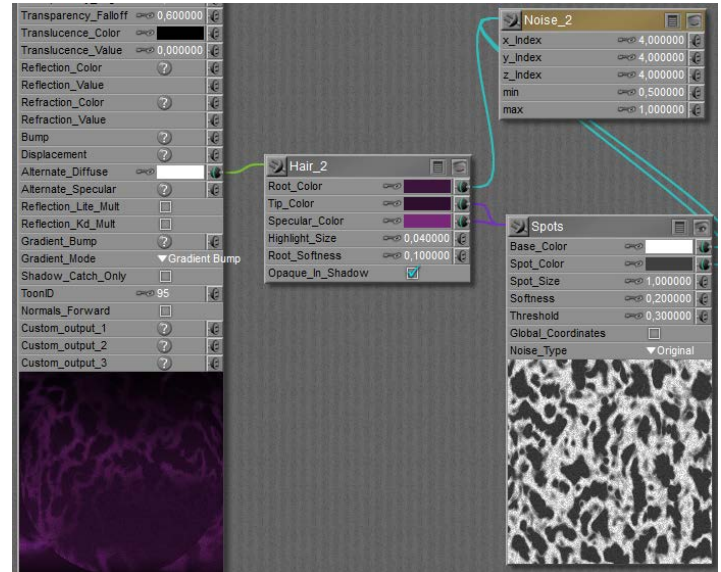 Transparency_Falloff 0,600000
Translucence_Color
Translucence_Value 0,000000
Reflection_Color ?
Reflection_Value
Refraction_Color ?
Refraction_Value
Bump ?
Displacement ?
Alternate_Diffuse
Alternate_Specular ?
Reflection_Lite_Mult
Reflection_Kd_Mult
Gradient_Bump ?
Gradient_Mode Gradient Bump
Shadow_Catch_Only
ToonID 95
Normals_Forward
Custom_output_1 ?
Custom_output_2 ?
Custom_output_3 ?
Hair_2
Root_Color
Tip_Color
Specular_Color
Highlight_Size 0,040000
Root_Softness 0,100000
Opaque_In_Shadow
Noise_2
x_Index 4,000000
y_Index 4,000000
z_Index 4,000000
min 0,500000
max 1,000000
Spots
Base_Color
Spot_Color
Spot_Size 1,000000
Softness 0,200000
Threshold 0,300000
Global_Coordinates
Noise_Type Original